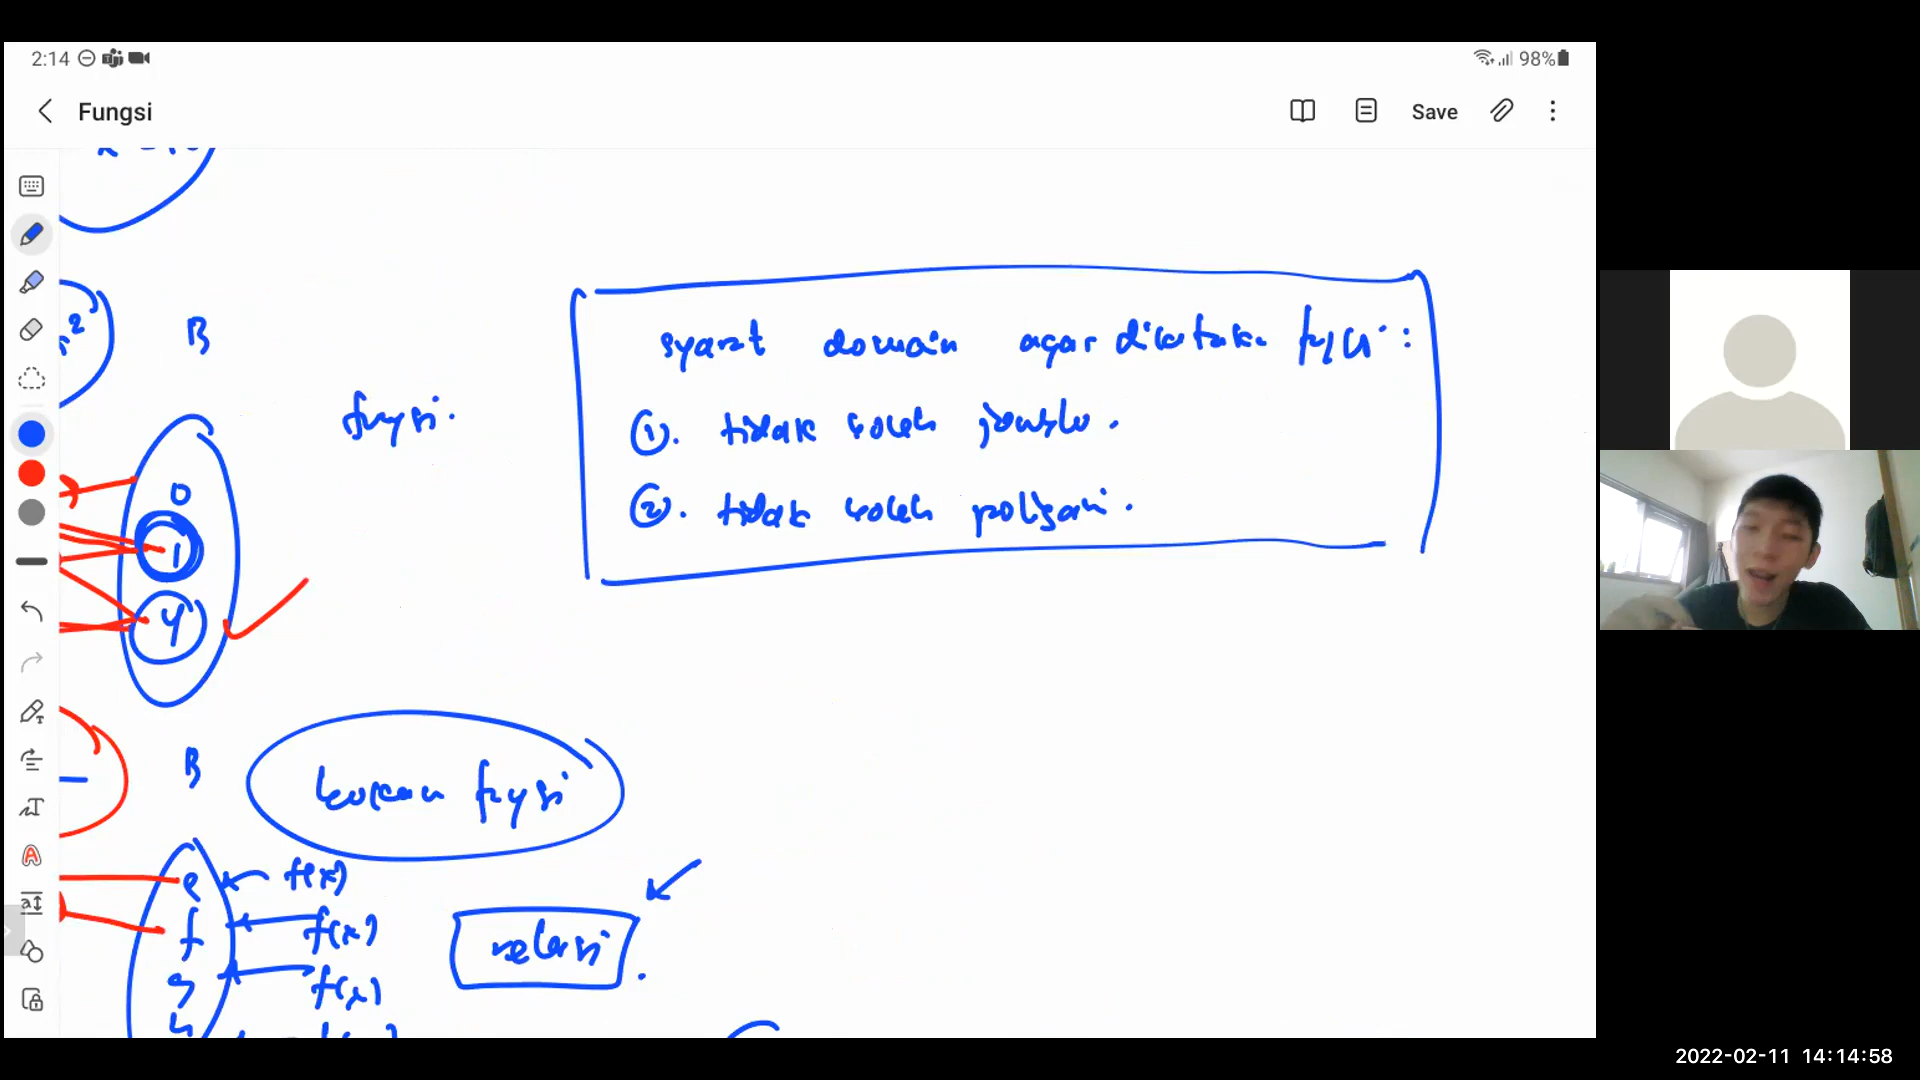 2:14 98%
Fungsi Save
B
syarat domain agar dikatakan fungsi :
fungsi.
①. tidak boleh jomblo.
②. tidak boleh poligami.
0
1
4
B
bukan fungsi
e f(x)
f f(x)
relasi
g f(x)
h
2022-02-11 14:14:58